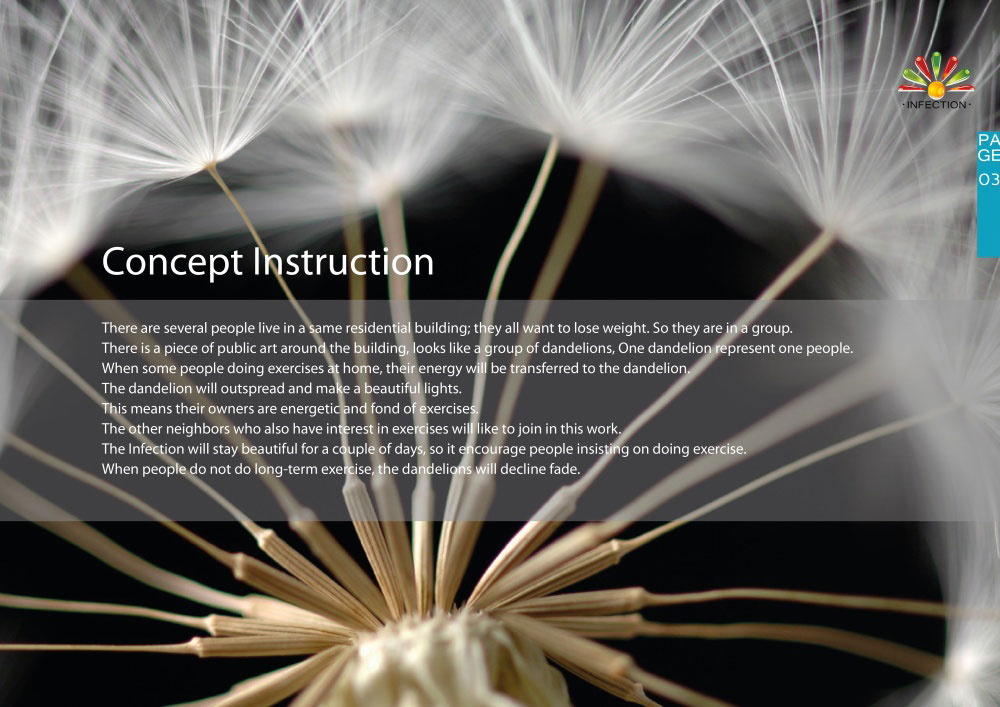 · INFECTION ·
PA
GE
03
Concept Instruction
There are several people live in a same residential building; they all want to lose weight. So they are in a group.
There is a piece of public art around the building, looks like a group of dandelions, One dandelion represent one people.
When some people doing exercises at home, their energy will be transferred to the dandelion.
The dandelion will outspread and make a beautiful lights.
This means their owners are energetic and fond of exercises.
The other neighbors who also have interest in exercises will like to join in this work.
The Infection will stay beautiful for a couple of days, so it encourage people insisting on doing exercise.
When people do not do long-term exercise, the dandelions will decline fade.